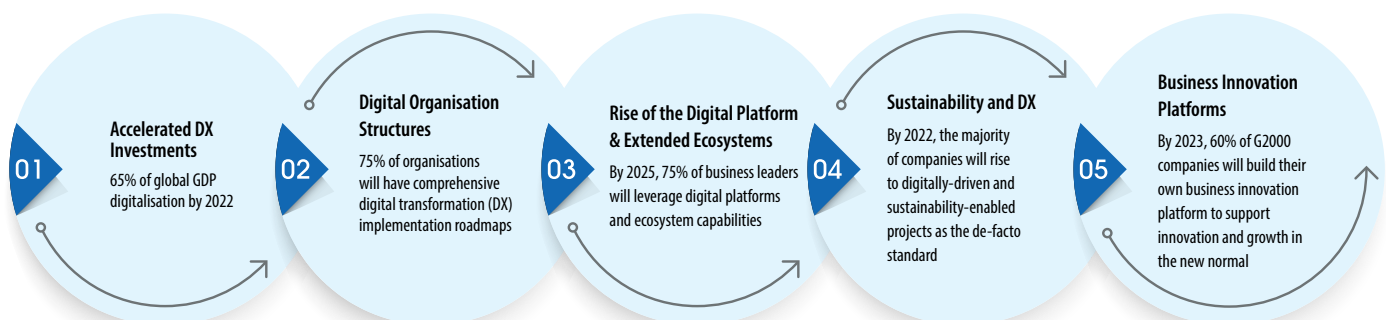 01
Accelerated DX
Investments
65% of global GDP
digitalisation by 2022
02
Digital Organisation
Structures
75% of organisations
will have comprehensive
digital transformation (DX)
implementation roadmaps
03
Rise of the Digital Platform
& Extended Ecosystems
By 2025, 75% of business leaders
will leverage digital platforms
and ecosystem capabilities
04
Sustainability and DX
By 2022, the majority
of companies will rise
to digitally-driven and
sustainability-enabled
projects as the de-facto
standard
05
Business Innovation
Platforms
By 2023, 60% of G2000
companies will build their
own business innovation
platform to support
innovation and growth in
the new normal